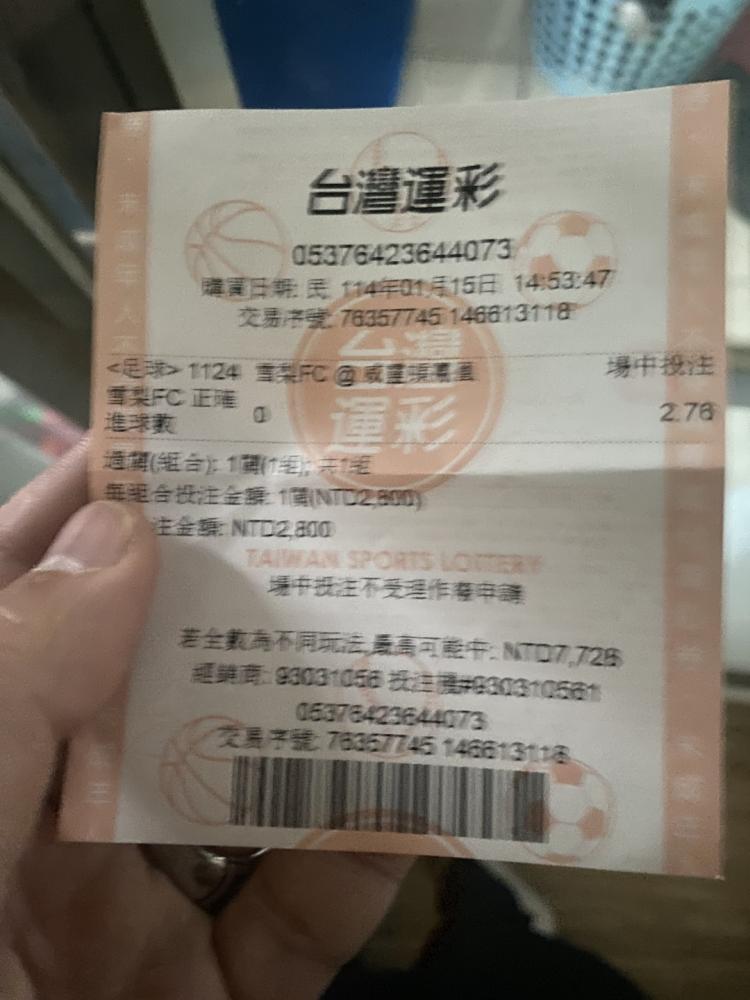 台灣運彩
05376423644073
購買日期: 民 114年01月15日 14:53:47
交易序號: 76357745 146613118
<足球> 1124 雪梨FC @ 威靈頓鳳凰 場中投注
雪梨FC 正確進球數 0 2.76
台灣運彩
過關(組合): 1關(1組); 共1組
每組合投注金額: 1關(NTD2,800)
注金額: NTD2,800
TAIWAN SPORTS LOTTERY
場中投注不受理作廢申請
若全數為不同玩法,最高可能中: NTD7,728
經銷商: 93031056 投注機#930310561
05376423644073
交易序號: 76357745 146613118